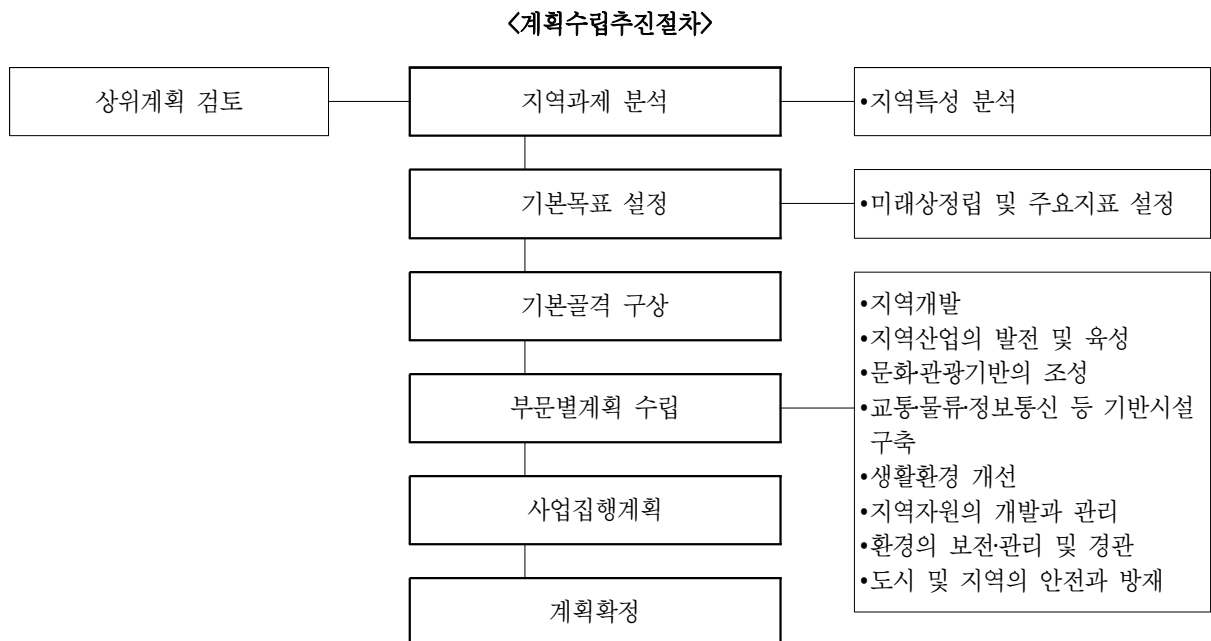 <계획수립추진절차>
상위계획 검토
지역과제 분석
•지역특성 분석
기본목표 설정
•미래상정립 및 주요지표 설정
기본골격 구상
부문별계획 수립
•지역개발
•지역산업의 발전 및 육성
•문화·관광기반의 조성
•교통·물류·정보통신 등 기반시설
구축
•생활환경 개선
•지역자원의 개발과 관리
•환경의 보전·관리 및 경관
•도시 및 지역의 안전과 방재
사업집행계획
계획확정